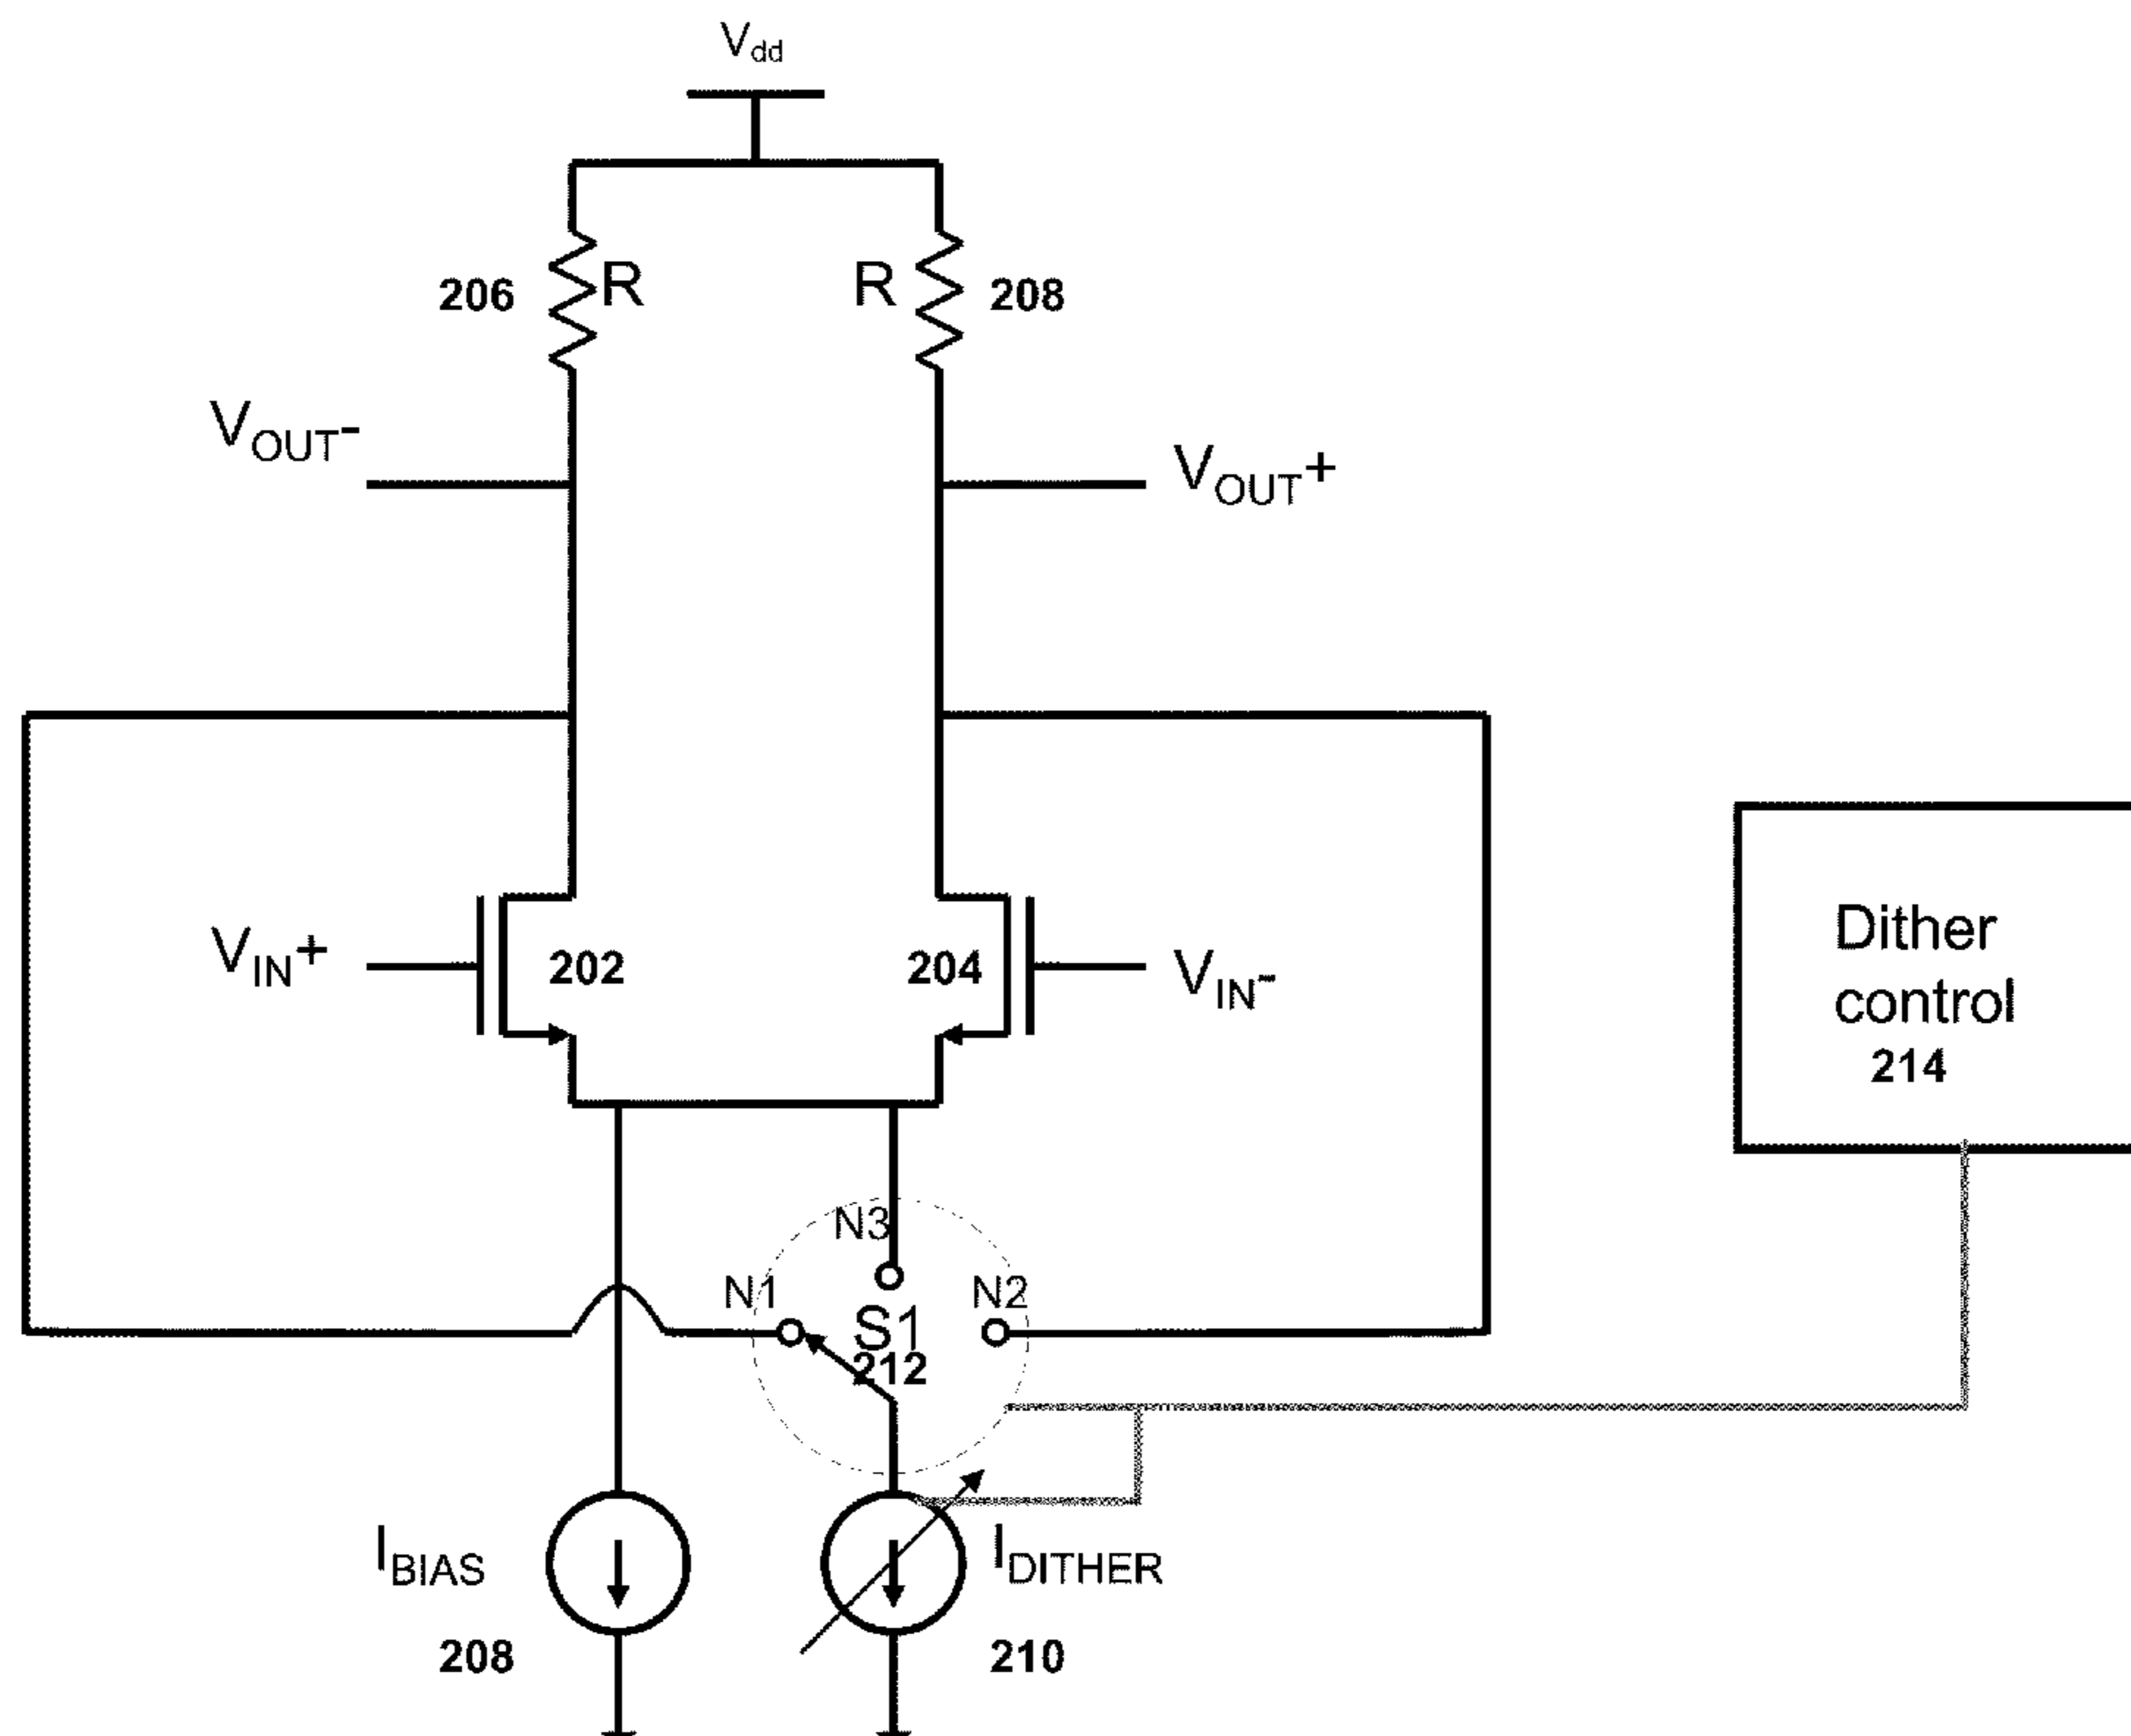 Vdd
206 R R 208
VOUT-
VOUT+
VIN+ 202 204 VIN-
Dither
control
214
N3
N1 S1 N2
212
IBIAS IDITHER
208 210